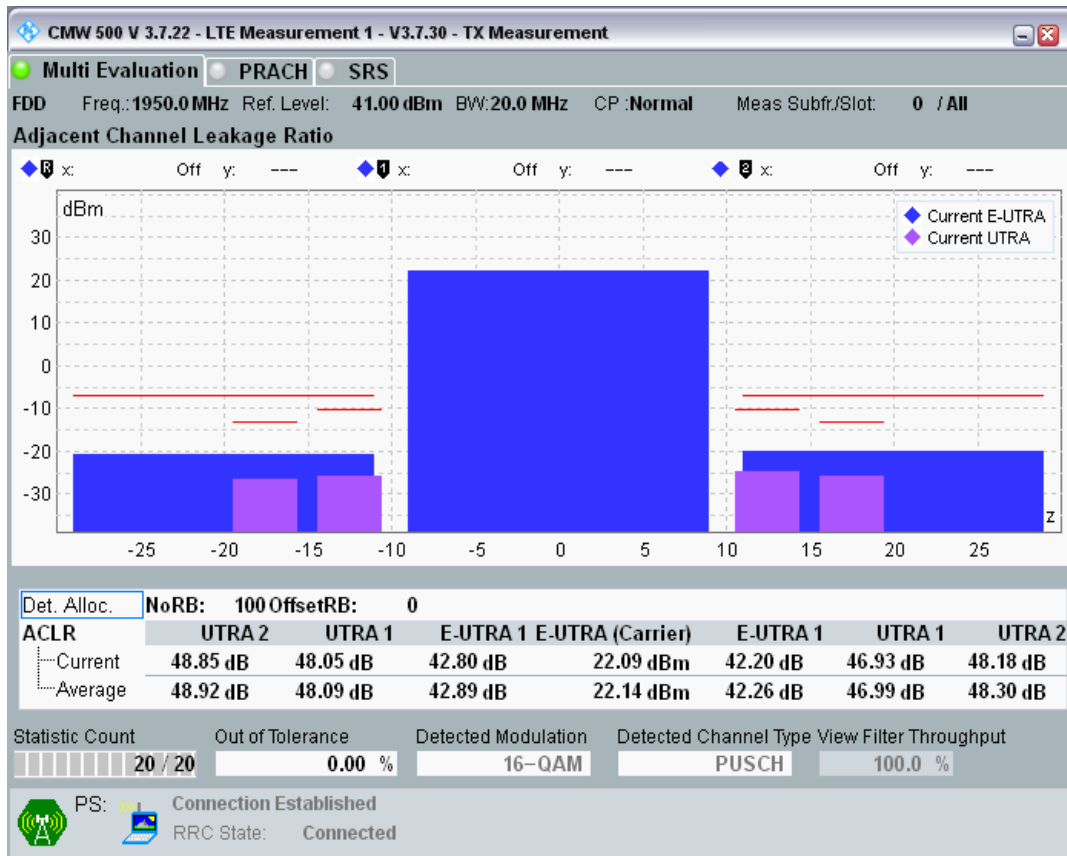 CMW 500 V 3.7.22 - LTE Measurement 1 - V3.7.30 - TX Measurement
Multi Evaluation PRACH SRS
FDD Freq.: 1950.0 MHz Ref. Level: 41.00 dBm BW: 20.0 MHz CP : Normal Meas Subfr./Slot: 0 / All
Adjacent Channel Leakage Ratio
R x: Off y: --- 1 x: Off y: --- 2 x: Off y: ---
dBm
Current E-UTRA
Current UTRA
30
20
10
0
-10
-20
-30
z
-25 -20 -15 -10 -5 0 5 10 15 20 25
Det. Alloc. NoRB: 100 OffsetRB: 0
ACLR UTRA 2 UTRA 1 E-UTRA 1 E-UTRA (Carrier) E-UTRA 1 UTRA 1 UTRA 2
Current 48.85 dB 48.05 dB 42.80 dB 22.09 dBm 42.20 dB 46.93 dB 48.18 dB
Average 48.92 dB 48.09 dB 42.89 dB 22.14 dBm 42.26 dB 46.99 dB 48.30 dB
Statistic Count Out of Tolerance Detected Modulation Detected Channel Type View Filter Throughput
20 / 20 0.00 % 16-QAM PUSCH 100.0 %
PS: Connection Established
RRC State: Connected